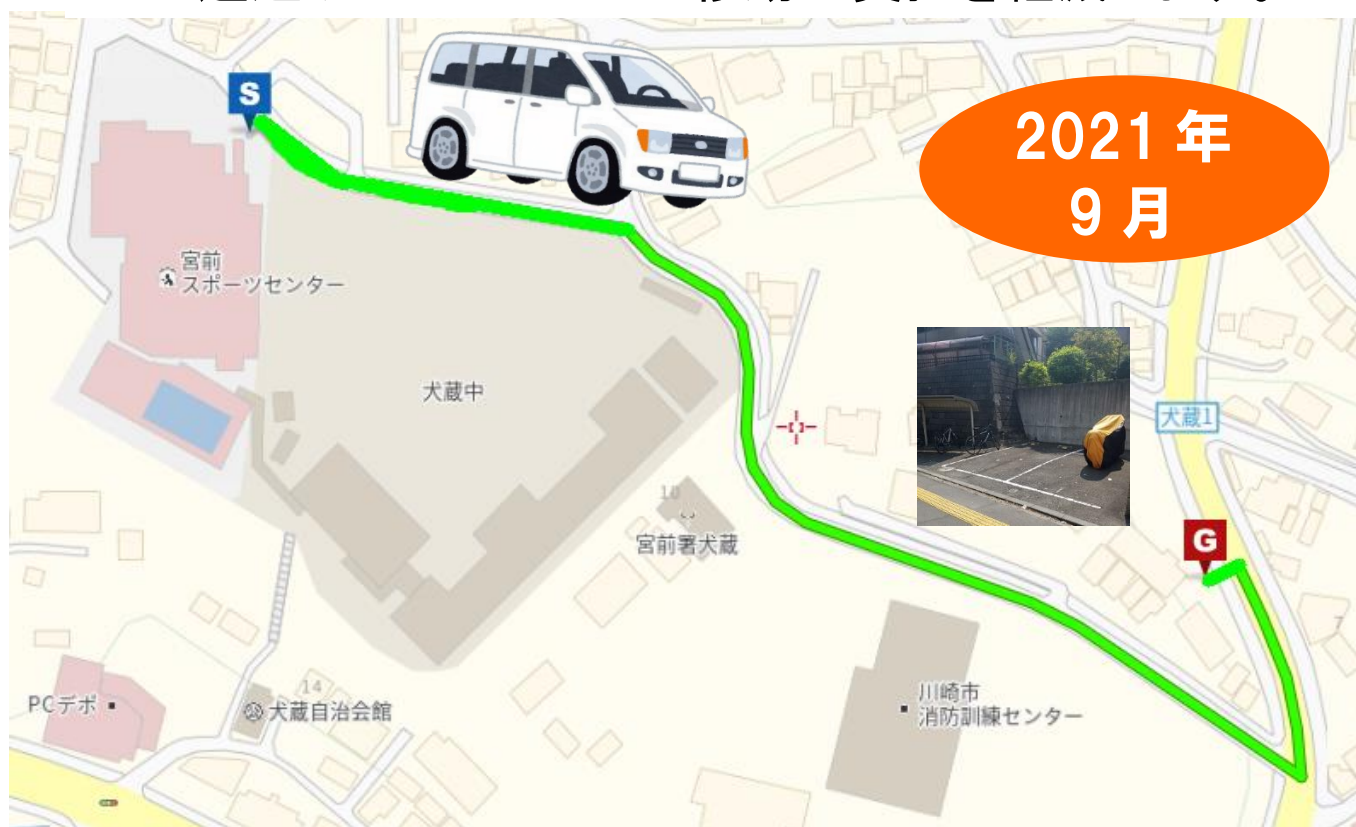 S
2021年
9月
宮前
スポーツセンター
犬蔵中
犬蔵1
10
宮前署犬蔵
G
7
川崎市
消防訓練センター
PCデポ
14
犬蔵自治会館